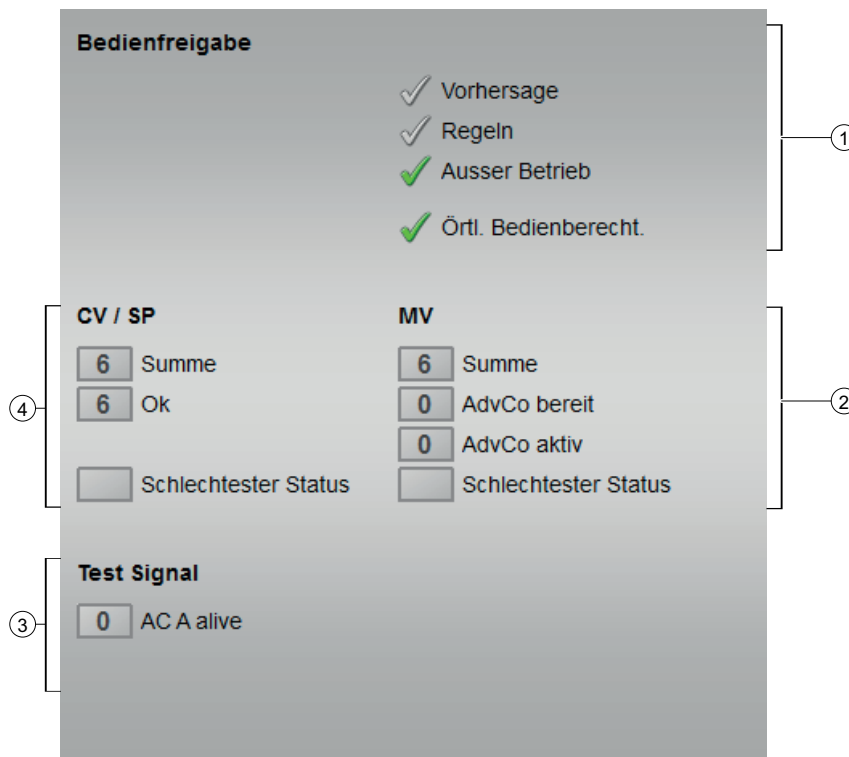 Bedienfreigabe
Vorhersage
Regeln
Ausser Betrieb
Örtl. Bedienberecht.
1
CV / SP
6 Summe
6 Ok
Schlechtester Status
4
MV
6 Summe
0 AdvCo bereit
0 AdvCo aktiv
Schlechtester Status
2
Test Signal
0 AC A alive
3